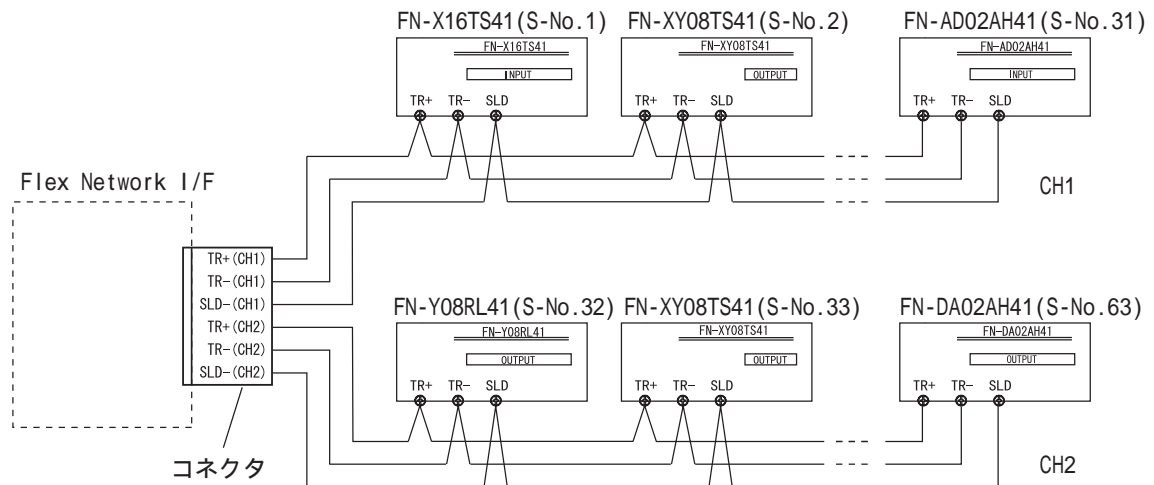 FN-X16TS41(S-No.1) FN-XY08TS41(S-No.2) FN-AD02AH41(S-No.31)
FN-X16TS41 FN-XY08TS41 FN-AD02AH41
INPUT OUTPUT INPUT
TR+ TR- SLD TR+ TR- SLD TR+ TR- SLD
Flex Network I/F
CH1
TR+(CH1)
TR-(CH1)
SLD-(CH1)
TR+(CH2)
TR-(CH2)
SLD-(CH2)
FN-Y08RL41(S-No.32) FN-XY08TS41(S-No.33) FN-DA02AH41(S-No.63)
FN-Y08RL41 FN-XY08TS41 FN-DA02AH41
OUTPUT OUTPUT OUTPUT
TR+ TR- SLD TR+ TR- SLD TR+ TR- SLD
コネクタ
CH2